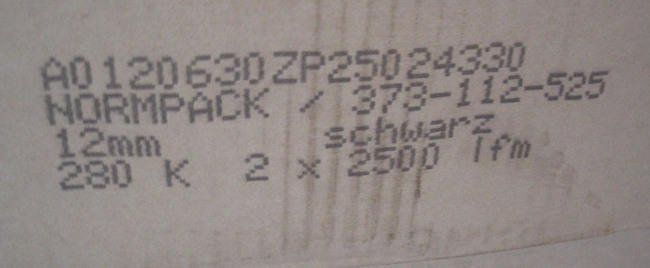 A0120630ZP25024330
NORMPACK / 373-112-525
12mm schwarz
280 K 2 x 2500 lfm